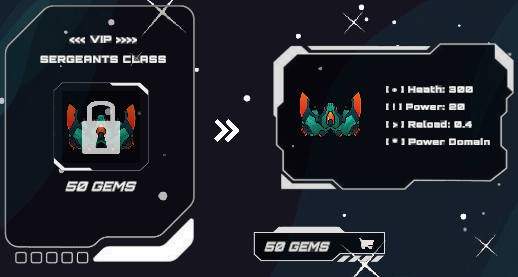 <<< VIP >>>>
SERGEANTS CLASS
50 GEMS
[ + ] Heath: 300
[ ! ] Power: 20
[ > ] Reload: 0.4
[ * ] Power Domain
50 GEMS